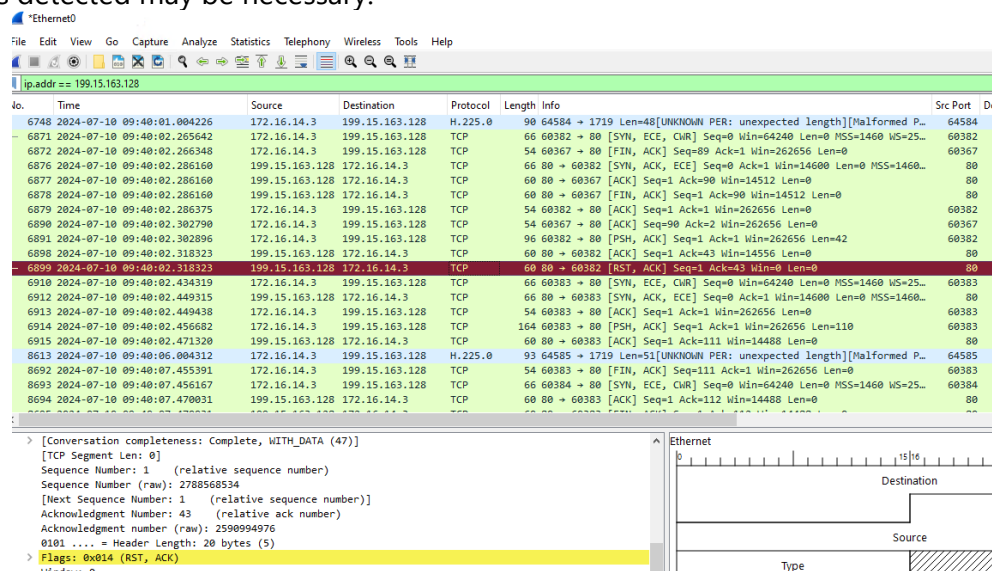 s detected may be necessary.
*Ethernet0
File Edit View Go Capture Analyze Statistics Telephony Wireless Tools Help
ip.addr == 199.15.163.128
No. Time Source Destination Protocol Length Info Src Port De
6748 2024-07-10 09:40:01.004226 172.16.14.3 199.15.163.128 H.225.0 90 64584 → 1719 Len=48[UNKNOWN PER: unexpected length][Malformed P… 64584
6871 2024-07-10 09:40:02.265642 172.16.14.3 199.15.163.128 TCP 66 60382 → 80 [SYN, ECE, CWR] Seq=0 Win=64240 Len=0 MSS=1460 WS=25… 60382
6872 2024-07-10 09:40:02.266348 172.16.14.3 199.15.163.128 TCP 54 60367 → 80 [FIN, ACK] Seq=89 Ack=1 Win=262656 Len=0 60367
6876 2024-07-10 09:40:02.286160 199.15.163.128 172.16.14.3 TCP 66 80 → 60382 [SYN, ACK, ECE] Seq=0 Ack=1 Win=14600 Len=0 MSS=1460… 80
6877 2024-07-10 09:40:02.286160 199.15.163.128 172.16.14.3 TCP 60 80 → 60367 [ACK] Seq=1 Ack=90 Win=14512 Len=0 80
6878 2024-07-10 09:40:02.286160 199.15.163.128 172.16.14.3 TCP 60 80 → 60367 [FIN, ACK] Seq=1 Ack=90 Win=14512 Len=0 80
6879 2024-07-10 09:40:02.286375 172.16.14.3 199.15.163.128 TCP 54 60382 → 80 [ACK] Seq=1 Ack=1 Win=262656 Len=0 60382
6890 2024-07-10 09:40:02.302790 172.16.14.3 199.15.163.128 TCP 54 60367 → 80 [ACK] Seq=90 Ack=2 Win=262656 Len=0 60367
6891 2024-07-10 09:40:02.302896 172.16.14.3 199.15.163.128 TCP 96 60382 → 80 [PSH, ACK] Seq=1 Ack=1 Win=262656 Len=42 60382
6898 2024-07-10 09:40:02.318323 199.15.163.128 172.16.14.3 TCP 60 80 → 60382 [ACK] Seq=1 Ack=43 Win=14556 Len=0 80
6899 2024-07-10 09:40:02.318323 199.15.163.128 172.16.14.3 TCP 60 80 → 60382 [RST, ACK] Seq=1 Ack=43 Win=0 Len=0 80
6910 2024-07-10 09:40:02.434319 172.16.14.3 199.15.163.128 TCP 66 60383 → 80 [SYN, ECE, CWR] Seq=0 Win=64240 Len=0 MSS=1460 WS=25… 60383
6912 2024-07-10 09:40:02.449315 199.15.163.128 172.16.14.3 TCP 66 80 → 60383 [SYN, ACK, ECE] Seq=0 Ack=1 Win=14600 Len=0 MSS=1460… 80
6913 2024-07-10 09:40:02.449438 172.16.14.3 199.15.163.128 TCP 54 60383 → 80 [ACK] Seq=1 Ack=1 Win=262656 Len=0 60383
6914 2024-07-10 09:40:02.456682 172.16.14.3 199.15.163.128 TCP 164 60383 → 80 [PSH, ACK] Seq=1 Ack=1 Win=262656 Len=110 60383
6915 2024-07-10 09:40:02.471320 199.15.163.128 172.16.14.3 TCP 60 80 → 60383 [ACK] Seq=1 Ack=111 Win=14488 Len=0 80
8613 2024-07-10 09:40:06.004312 172.16.14.3 199.15.163.128 H.225.0 93 64585 → 1719 Len=51[UNKNOWN PER: unexpected length][Malformed P… 64585
8692 2024-07-10 09:40:07.455391 172.16.14.3 199.15.163.128 TCP 54 60383 → 80 [FIN, ACK] Seq=111 Ack=1 Win=262656 Len=0 60383
8693 2024-07-10 09:40:07.456167 172.16.14.3 199.15.163.128 TCP 66 60384 → 80 [SYN, ECE, CWR] Seq=0 Win=64240 Len=0 MSS=1460 WS=25… 60384
8694 2024-07-10 09:40:07.470031 199.15.163.128 172.16.14.3 TCP 60 80 → 60383 [ACK] Seq=1 Ack=112 Win=14488 Len=0 80
[Conversation completeness: Complete, WITH_DATA (47)]
[TCP Segment Len: 0]
Sequence Number: 1 (relative sequence number)
Sequence Number (raw): 2788568534
[Next Sequence Number: 1 (relative sequence number)]
Acknowledgment Number: 43 (relative ack number)
Acknowledgment number (raw): 2590994976
0101 .... = Header Length: 20 bytes (5)
Flags: 0x014 (RST, ACK)
Ethernet
0 15 16
Destination
Source
Type